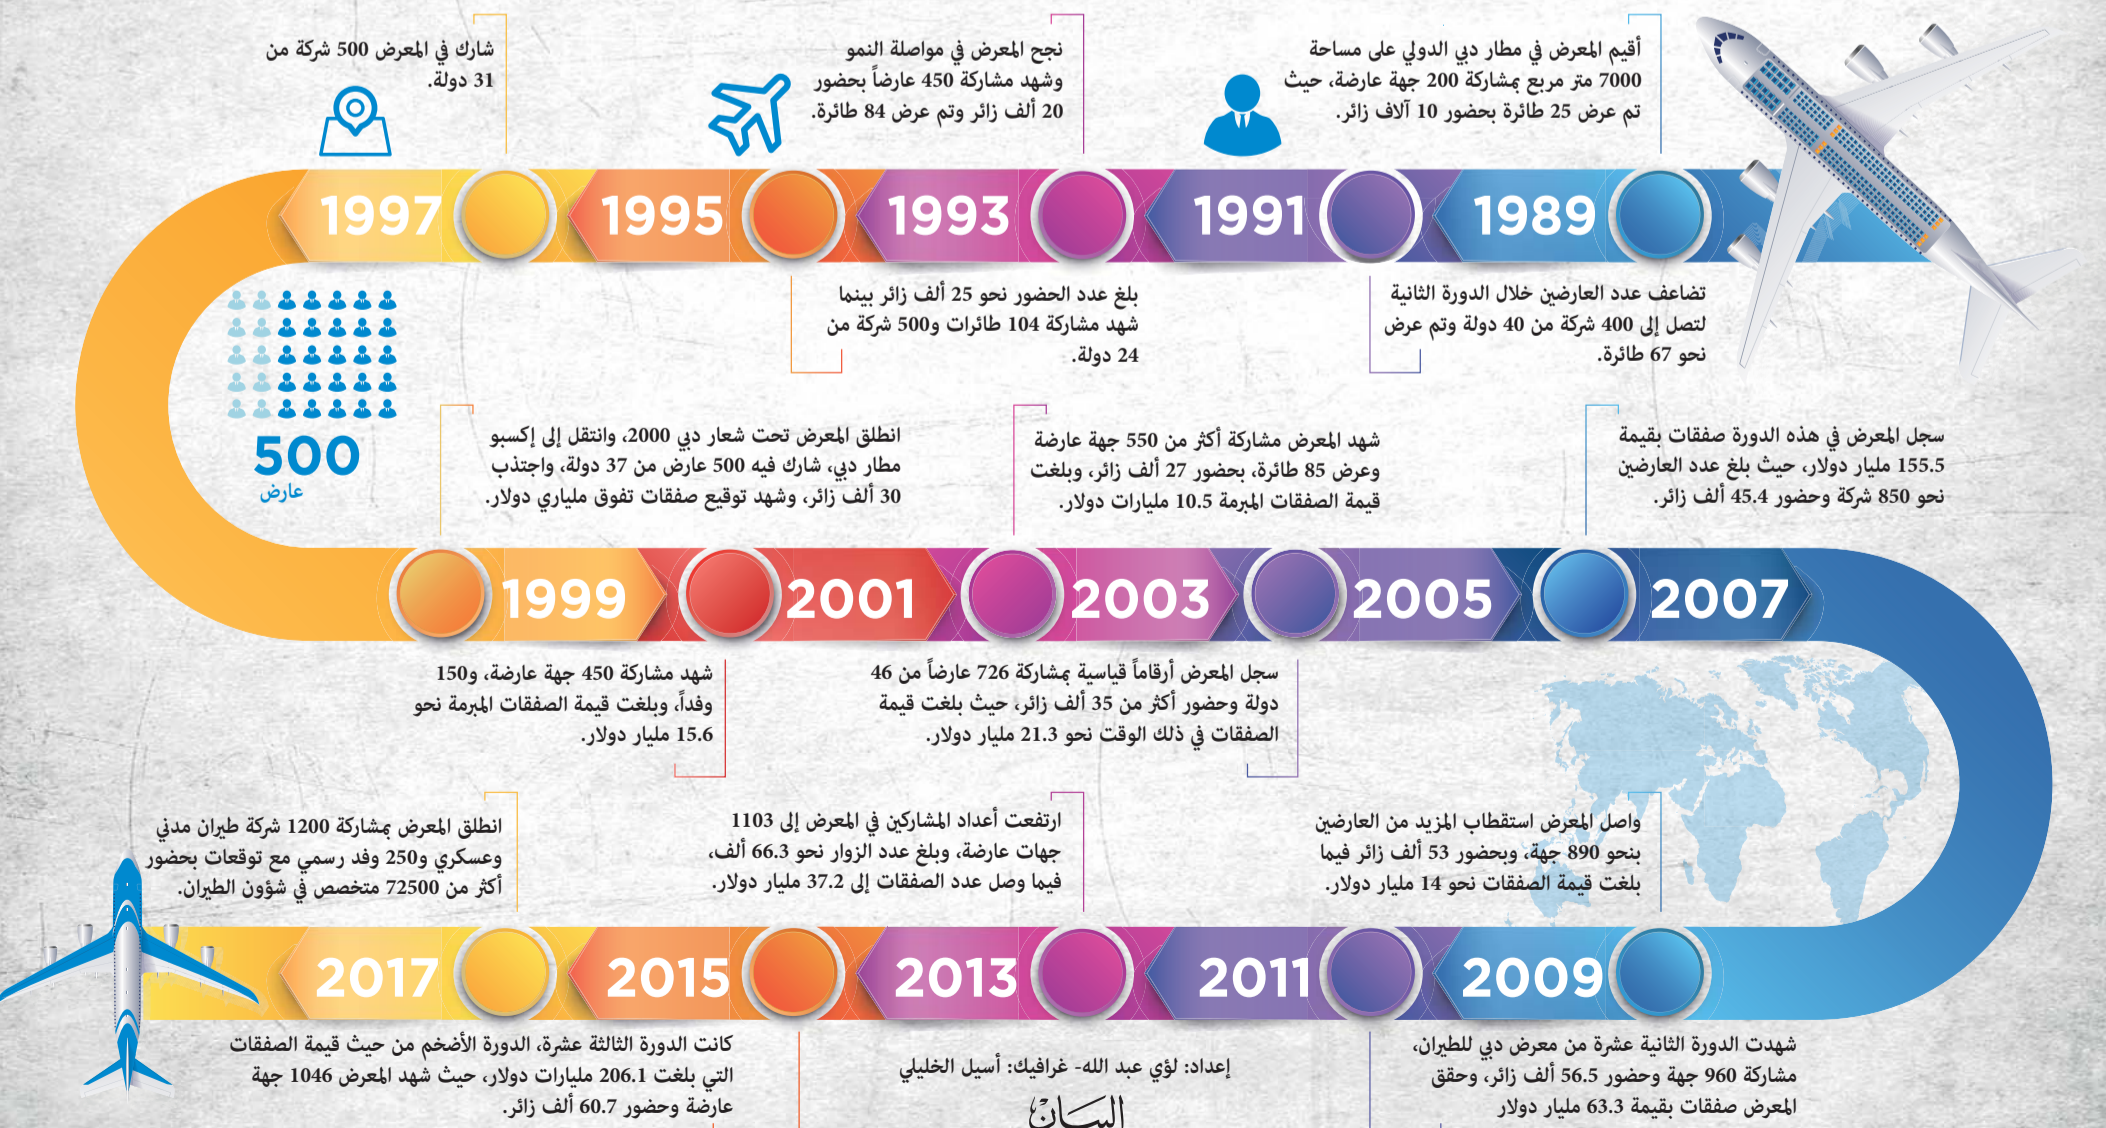 أقيم المعرض في مطار دبي الدولي على مساحة
7000 متر مربع بمشاركة 200 جهة عارضة، حيث
تم عرض 25 طائرة بحضور 10 آلاف زائر.
نجح المعرض في مواصلة النمو
وشهد مشاركة 450 عارضاً بحضور
20 ألف زائر وتم عرض 84 طائرة.
شارك في المعرض 500 شركة من
31 دولة.
1989
1991
1993
1995
1997
تضاعف عدد العارضين خلال الدورة الثانية
لتصل إلى 400 شركة من 40 دولة وتم عرض
نحو 67 طائرة.
بلغ عدد الحضور نحو 25 ألف زائر بينما
شهد مشاركة 104 طائرات و500 شركة من
24 دولة.
500
عارض
انطلق المعرض تحت شعار دبي 2000، وانتقل إلى إكسبو
مطار دبي، شارك فيه 500 عارض من 37 دولة، واجتذب
30 ألف زائر، وشهد توقيع صفقات تفوق ملياري دولار.
شهد المعرض مشاركة أكثر من 550 جهة عارضة
وعرض 85 طائرة، بحضور 27 ألف زائر، وبلغت
قيمة الصفقات المبرمة 10.5 مليارات دولار.
سجل المعرض في هذه الدورة صفقات بقيمة
155.5 مليار دولار، حيث بلغ عدد العارضين
نحو 850 شركة وحضور 45.4 ألف زائر.
1999
2001
2003
2005
2007
شهد مشاركة 450 جهة عارضة، و150
وفداً، وبلغت قيمة الصفقات المبرمة نحو
15.6 مليار دولار.
سجل المعرض أرقاماً قياسية بمشاركة 726 عارضاً من 46
دولة وحضور أكثر من 35 ألف زائر، حيث بلغت قيمة
الصفقات في ذلك الوقت نحو 21.3 مليار دولار.
واصل المعرض استقطاب المزيد من العارضين
بنحو 890 جهة، وبحضور 53 ألف زائر فيما
بلغت قيمة الصفقات نحو 14 مليار دولار.
ارتفعت أعداد المشاركين في المعرض إلى 1103
جهات عارضة، وبلغ عدد الزوار نحو 66.3 ألف،
فيما وصل عدد الصفقات إلى 37.2 مليار دولار.
انطلق المعرض بمشاركة 1200 شركة طيران مدني
وعسكري و250 وفد رسمي مع توقعات بحضور
أكثر من 72500 متخصص في شؤون الطيران.
2009
2011
2013
2015
2017
شهدت الدورة الثانية عشرة من معرض دبي للطيران،
مشاركة 960 جهة وحضور 56.5 ألف زائر، وحقق
المعرض صفقات بقيمة 63.3 مليار دولار
كانت الدورة الثالثة عشرة، الدورة الأضخم من حيث قيمة الصفقات
التي بلغت 206.1 مليارات دولار، حيث شهد المعرض 1046 جهة
عارضة وحضور 60.7 ألف زائر.
إعداد: لؤي عبد الله- غرافيك: أسيل الخليلي
البيان